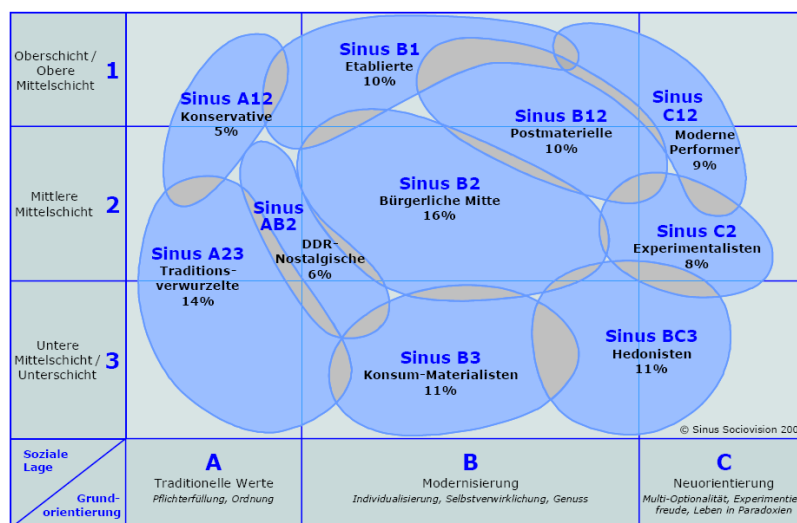 Oberschicht /
Obere
Mittelschicht
1
Mittlere
Mittelschicht
2
Untere
Mittelschicht /
Unterschicht
3
Sinus B1
Etablierte
10%
Sinus A12
Konservative
5%
Sinus B12
Postmaterielle
10%
Sinus
C12
Moderne
Performer
9%
Sinus B2
Bürgerliche Mitte
16%
Sinus
AB2
DDR-
Nostalgische
6%
Sinus A23
Traditions-
verwurzelte
14%
Sinus C2
Experimentalisten
8%
Sinus B3
Konsum-Materialisten
11%
Sinus BC3
Hedonisten
11%
© Sinus Sociovision 200
Soziale
Lage
Grund-
orientierung
A
Traditionelle Werte
Pflichterfüllung, Ordnung
B
Modernisierung
Individualisierung, Selbstverwirklichung, Genuss
C
Neuorientierung
Multi-Optionalität, Experimentie
freude, Leben in Paradoxien